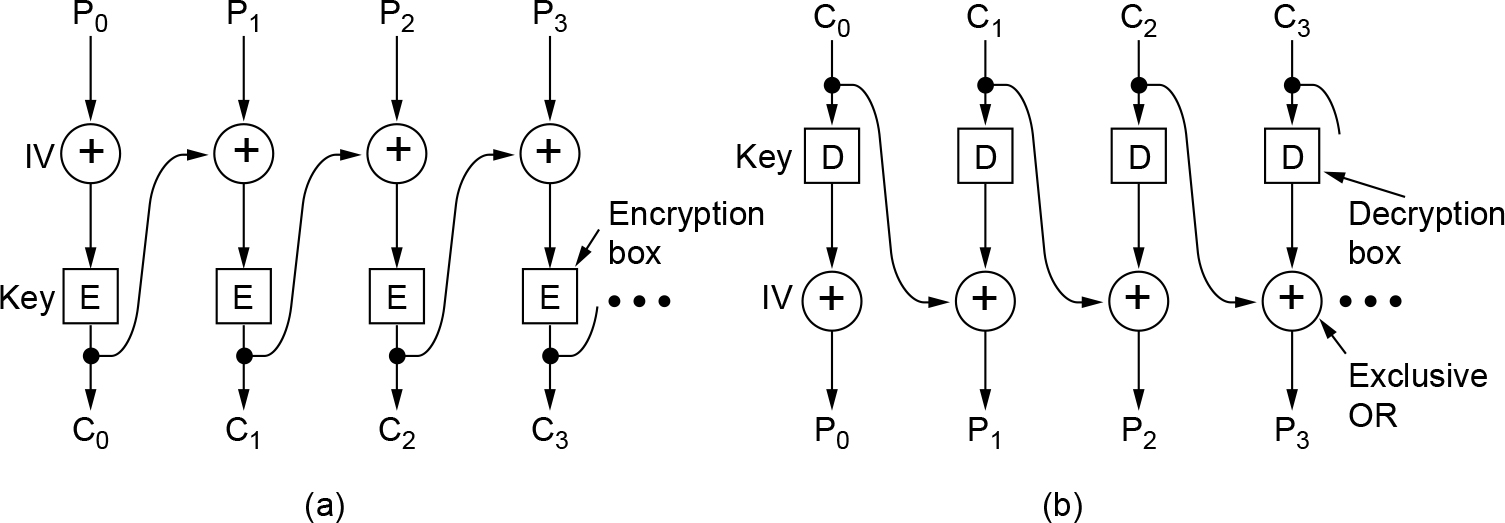 P0 P1 P2 P3
IV + + + +
Encryption
box
Key E E E E
C0 C1 C2 C3
(a)
C0 C1 C2 C3
Key D D D D
Decryption
box
IV + + + +
Exclusive
OR
P0 P1 P2 P3
(b)